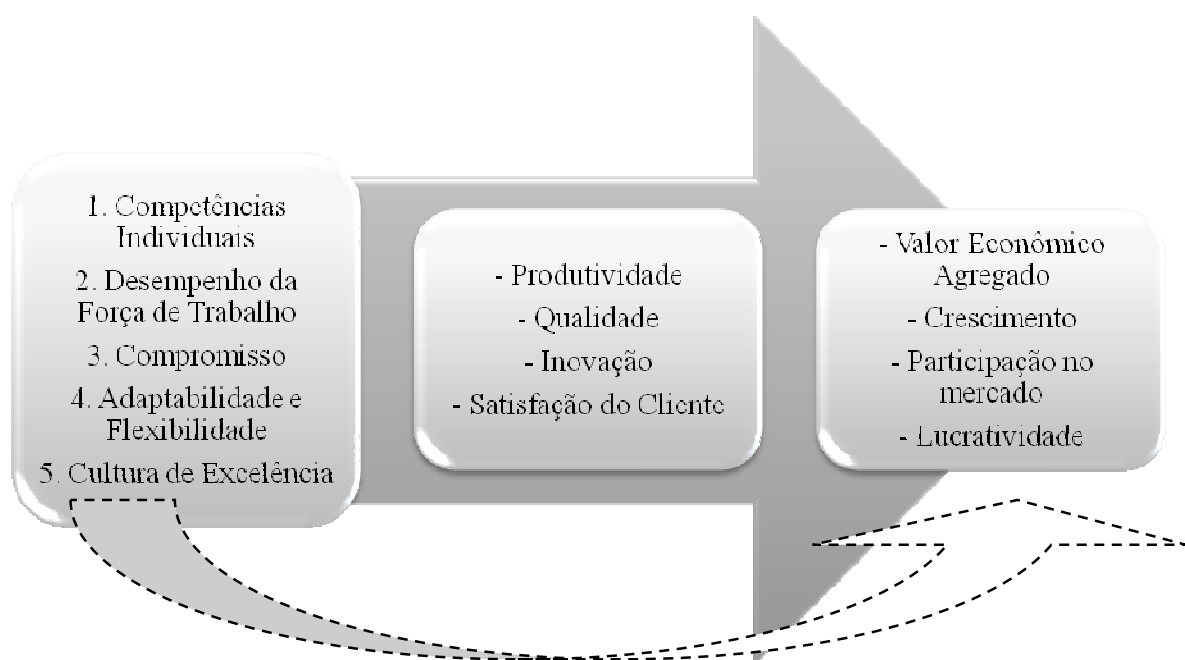 1. Competências
Individuais
2. Desempenho da
Força de Trabalho
3. Compromisso
4. Adaptabilidade e
Flexibilidade
5. Cultura de Excelência
- Produtividade
- Qualidade
- Inovação
- Satisfação do Cliente
- Valor Econômico
Agregado
- Crescimento
- Participação no
mercado
- Lucratividade